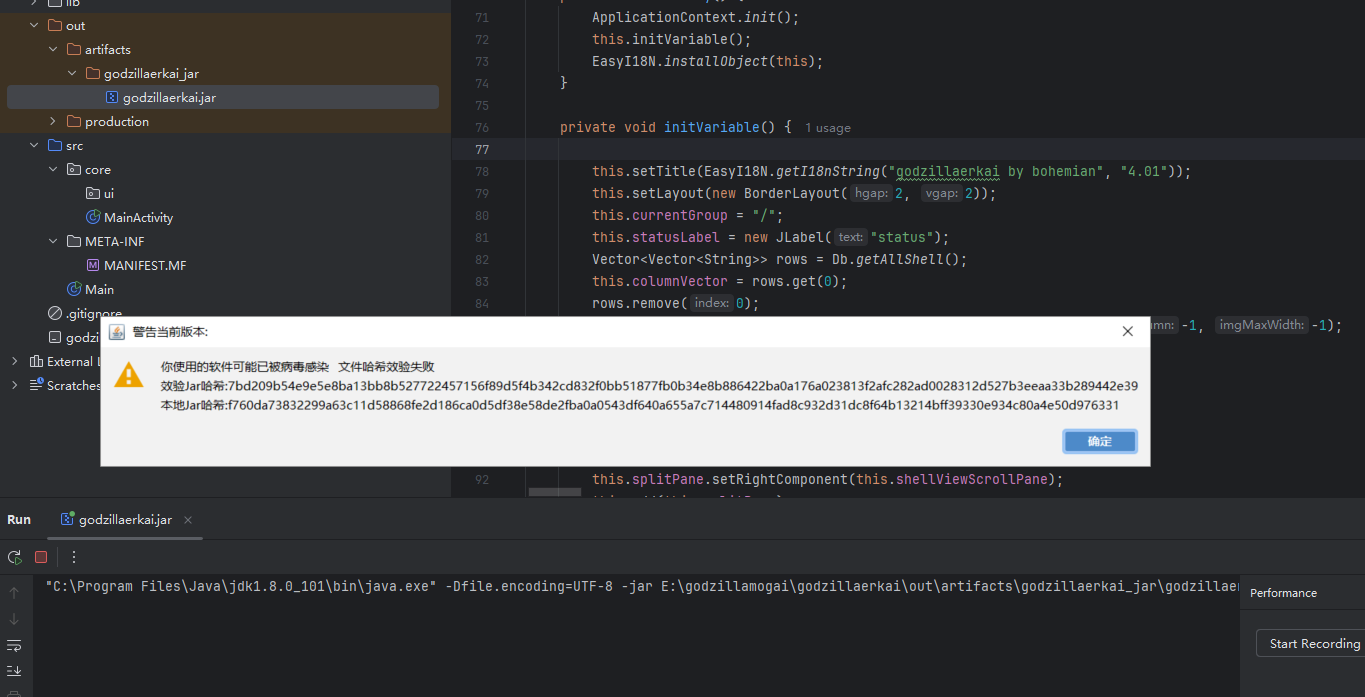 lib
out
artifacts
godzillaerkai_jar
godzillaerkai.jar
production
src
core
ui
MainActivity
META-INF
MANIFEST.MF
Main
.gitignore
godzi
External L
Scratches
71 ApplicationContext.init();
72 this.initVariable();
73 EasyI18N.installObject(this);
74 }
75
76 private void initVariable() { 1 usage
77
78 this.setTitle(EasyI18N.getI18nString("godzillaerkai by bohemian", "4.01"));
79 this.setLayout(new BorderLayout( hgap: 2, vgap: 2));
80 this.currentGroup = "/";
81 this.statusLabel = new JLabel( text: "status");
82 Vector<Vector<String>> rows = Db.getAllShell();
83 this.columnVector = rows.get(0);
84 rows.remove( index: 0);
umn: -1, imgMaxWidth: -1);
警告当前版本:
你使用的软件可能已被病毒感染 文件哈希效验失败
效验Jar哈希:7bd209b54e9e5e8ba13bb8b527722457156f89d5f4b342cd832f0bb51877fb0b34e8b886422ba0a176a023813f2afc282ad0028312d527b3eeaa33b289442e39
本地Jar哈希:f760da73832299a63c11d58868fe2d186ca0d5df38e58de2fba0a0543df640a655a7c714480914fad8c932d31dc8f64b13214bff39330e934c80a4e50d976331
确定
92 this.splitPane.setRightComponent(this.shellViewScrollPane);
Run
godzillaerkai.jar
"C:\Program Files\Java\jdk1.8.0_101\bin\java.exe" -Dfile.encoding=UTF-8 -jar E:\godzillamogai\godzillaerkai\out\artifacts\godzillaerkai_jar\godzillaer
Performance
Start Recording